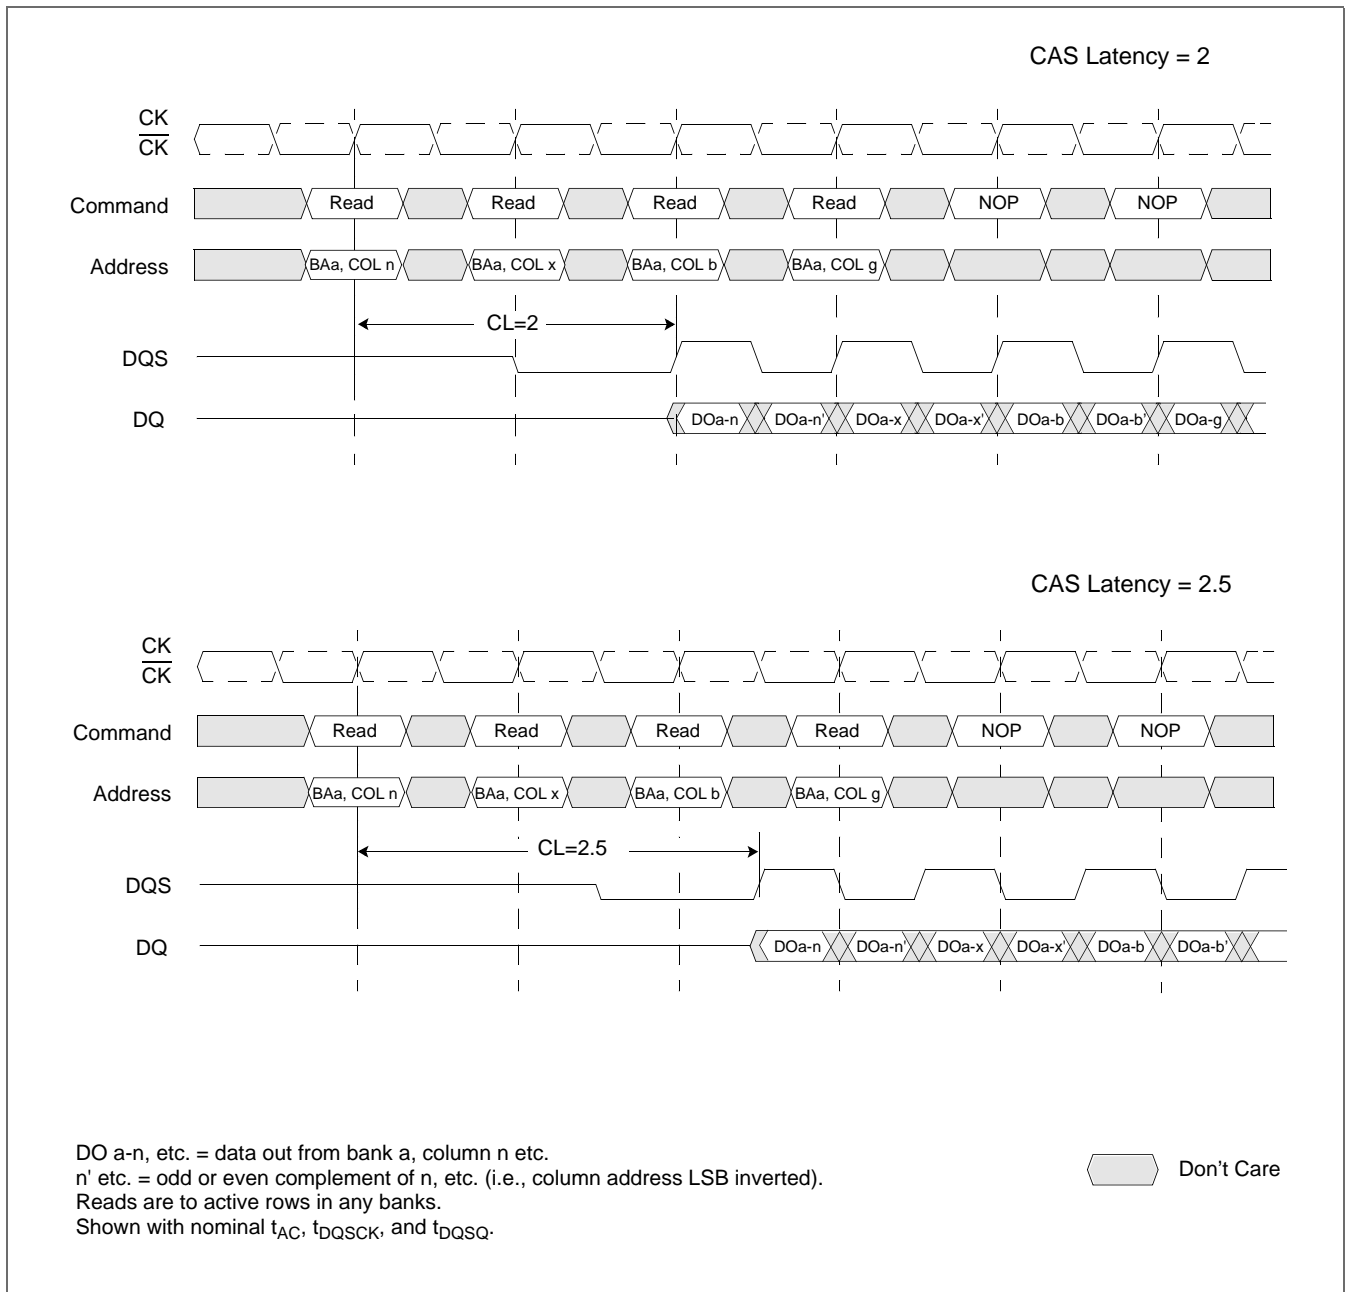 CAS Latency = 2
CK
CK
Command Read Read Read Read NOP NOP
Address BAa, COL n BAa, COL x BAa, COL b BAa, COL g
CL=2
DQS
DQ DOa-n DOa-n' DOa-x DOa-x' DOa-b DOa-b' DOa-g
CAS Latency = 2.5
CK
CK
Command Read Read Read Read NOP NOP
Address BAa, COL n BAa, COL x BAa, COL b BAa, COL g
CL=2.5
DQS
DQ DOa-n DOa-n' DOa-x DOa-x' DOa-b DOa-b'
DO a-n, etc. = data out from bank a, column n etc.
n' etc. = odd or even complement of n, etc. (i.e., column address LSB inverted).
Reads are to active rows in any banks.
Shown with nominal tAC, tDQSCK, and tDQSQ.
Don't Care